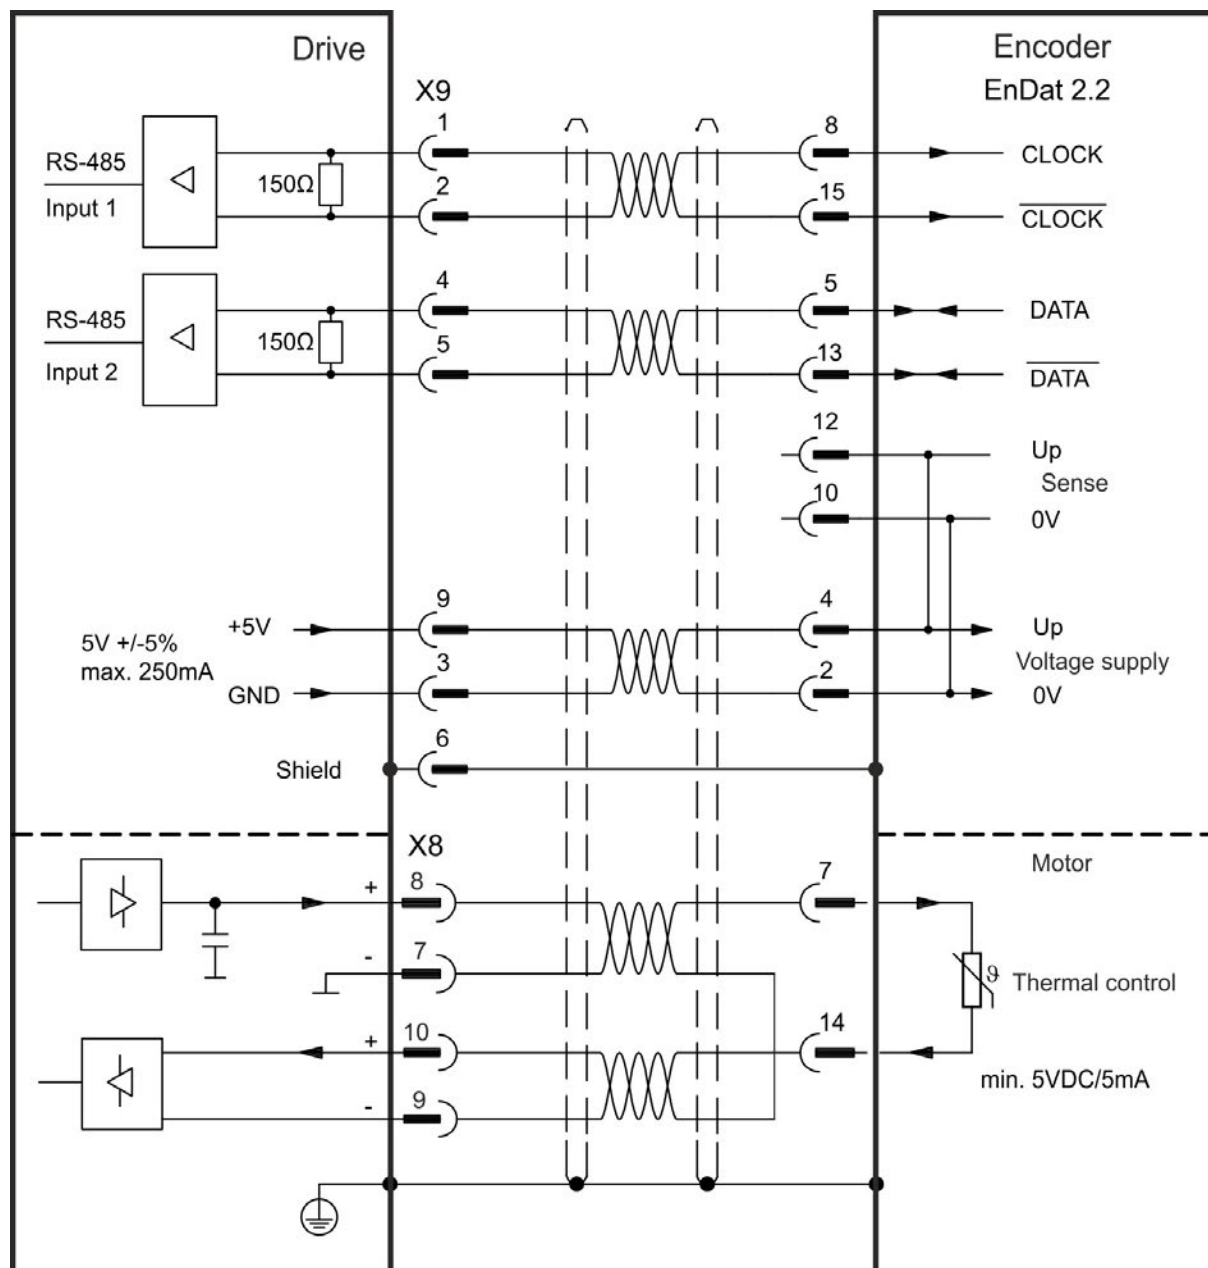 Drive
Encoder
EnDat 2.2
X9
1
8
RS-485
150Ω
CLOCK
Input 1
2
15
CLOCK
4
5
RS-485
150Ω
DATA
Input 2
5
13
DATA
12
Up
Sense
10
0V
9
4
5V +/-5%
max. 250mA
+5V
Up
Voltage supply
3
2
GND
0V
6
Shield
X8
Motor
+
8
7
-
7
ϑ
Thermal control
+
10
14
min. 5VDC/5mA
-
9